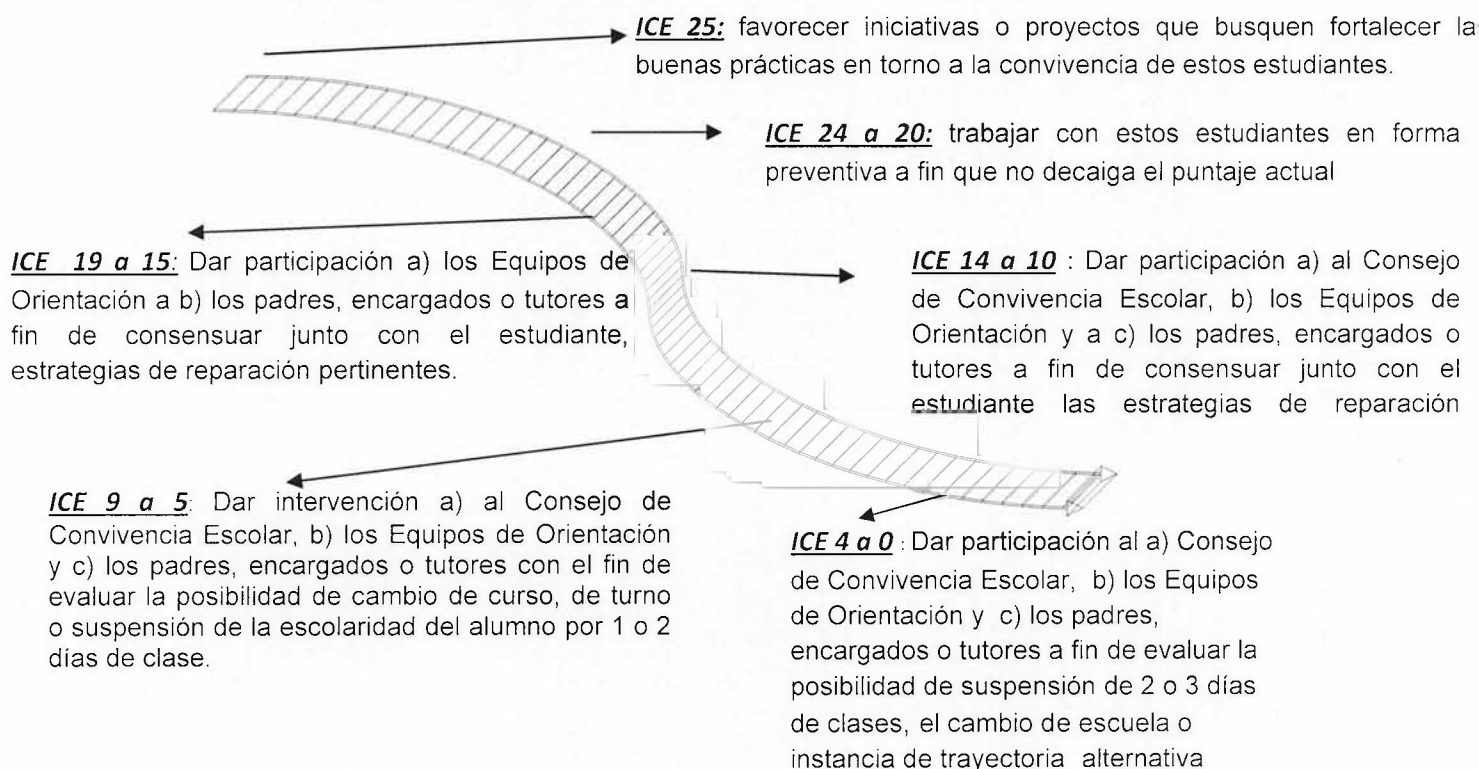 ICE 25: favorecer iniciativas o proyectos que busquen fortalecer la
buenas prácticas en torno a la convivencia de estos estudiantes.
ICE 24 a 20: trabajar con estos estudiantes en forma
preventiva a fin que no decaiga el puntaje actual
ICE 19 a 15: Dar participación a) los Equipos de
Orientación a b) los padres, encargados o tutores a
fin de consensuar junto con el estudiante,
estrategias de reparación pertinentes.
ICE 14 a 10 : Dar participación a) al Consejo
de Convivencia Escolar, b) los Equipos de
Orientación y a c) los padres, encargados o
tutores a fin de consensuar junto con el
estudiante las estrategias de reparación
ICE 9 a 5: Dar intervención a) al Consejo de
Convivencia Escolar, b) los Equipos de Orientación
y c) los padres, encargados o tutores con el fin de
evaluar la posibilidad de cambio de curso, de turno
o suspensión de la escolaridad del alumno por 1 o 2
días de clase.
ICE 4 a 0 : Dar participación al a) Consejo
de Convivencia Escolar, b) los Equipos
de Orientación y c) los padres,
encargados o tutores a fin de evaluar la
posibilidad de suspensión de 2 o 3 días
de clases, el cambio de escuela o
instancia de trayectoria alternativa